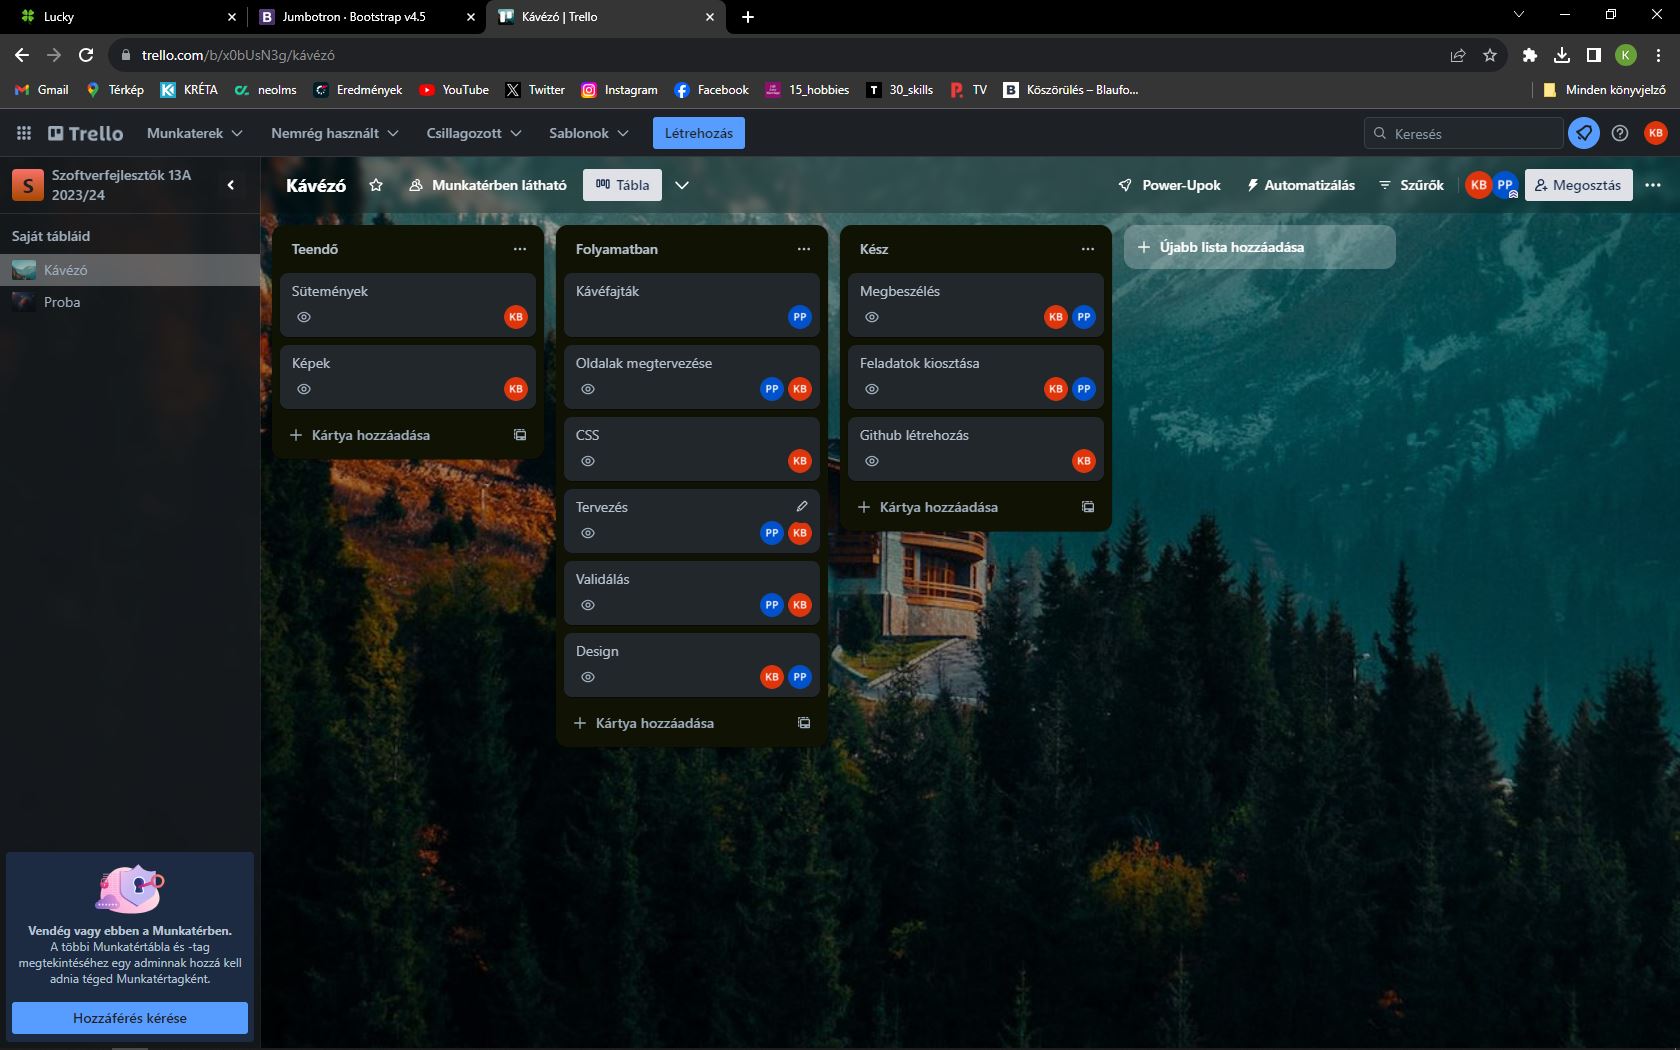 Lucky
B Jumbotron · Bootstrap v4.5
Kávézó | Trello
trello.com/b/x0bUsN3g/kávézó
K
Gmail
Térkép
KRÉTA
neolms
Eredmények
YouTube
Twitter
Instagram
Facebook
15_hobbies
T 30_skills
TV
B Köszörülés – Blaufo...
Minden könyvjelző
Trello
Munkaterek
Nemrég használt
Csillagozott
Sablonok
Létrehozás
Keresés
KB
S
Szoftverfejlesztők 13A
2023/24
Kávézó
Munkatérben látható
Tábla
Power-Upok
Automatizálás
Szűrők
KB
PP
Megosztás
Saját tábláid
Kávézó
Proba
Teendő
Sütemények
KB
Képek
KB
Kártya hozzáadása
Folyamatban
Kávéfajták
PP
Oldalak megtervezése
PP KB
CSS
KB
Tervezés
PP KB
Validálás
PP KB
Design
KB PP
Kártya hozzáadása
Kész
Megbeszélés
KB PP
Feladatok kiosztása
KB PP
Github létrehozás
KB
Kártya hozzáadása
Újabb lista hozzáadása
Vendég vagy ebben a Munkatérben.
A többi Munkatértábla és -tag
megtekintéséhez egy adminnak hozzá kell
adnia téged Munkatértagként.
Hozzáférés kérése